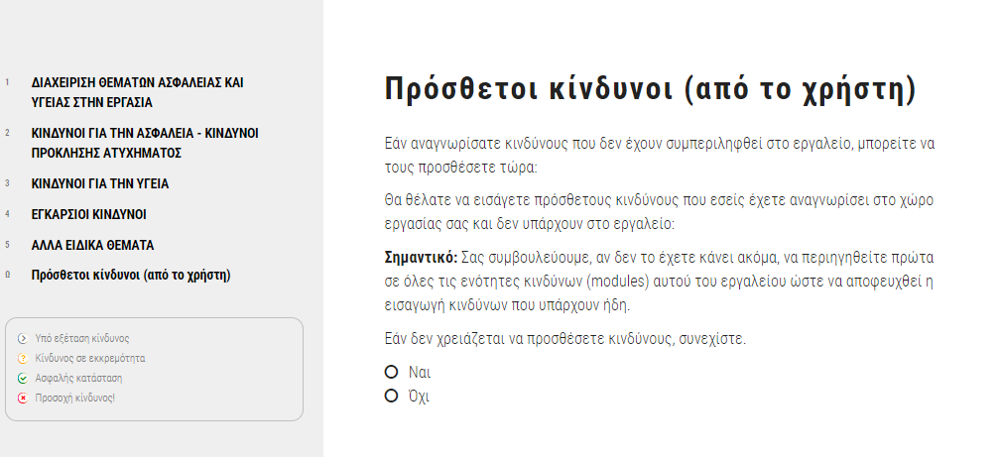 1 ΔΙΑΧΕΙΡΙΣΗ ΘΕΜΑΤΩΝ ΑΣΦΑΛΕΙΑΣ ΚΑΙ
ΥΓΕΙΑΣ ΣΤΗΝ ΕΡΓΑΣΙΑ
2 ΚΙΝΔΥΝΟΙ ΓΙΑ ΤΗΝ ΑΣΦΑΛΕΙΑ - ΚΙΝΔΥΝΟΙ
ΠΡΟΚΛΗΣΗΣ ΑΤΥΧΗΜΑΤΟΣ
3 ΚΙΝΔΥΝΟΙ ΓΙΑ ΤΗΝ ΥΓΕΙΑ
4 ΕΓΚΑΡΣΙΟΙ ΚΙΝΔΥΝΟΙ
5 ΑΛΛΑ ΕΙΔΙΚΑ ΘΕΜΑΤΑ
Ω Πρόσθετοι κίνδυνοι (από το χρήστη)
Υπό εξέταση κίνδυνος
Κίνδυνος σε εκκρεμότητα
Ασφαλής κατάσταση
Προσοχή κίνδυνος!
Πρόσθετοι κίνδυνοι (από το χρήστη)
Εάν αναγνωρίσατε κινδύνους που δεν έχουν συμπεριληφθεί στο εργαλείο, μπορείτε να
τους προσθέσετε τώρα:
Θα θέλατε να εισάγετε πρόσθετους κινδύνους που εσείς έχετε αναγνωρίσει στο χώρο
εργασίας σας και δεν υπάρχουν στο εργαλείο:
Σημαντικό: Σας συμβουλεύουμε, αν δεν το έχετε κάνει ακόμα, να περιηγηθείτε πρώτα
σε όλες τις ενότητες κινδύνων (modules) αυτού του εργαλείου ώστε να αποφευχθεί η
εισαγωγή κινδύνων που υπάρχουν ήδη.
Εάν δεν χρειάζεται να προσθέσετε κινδύνους, συνεχίστε.
Ναι
Όχι